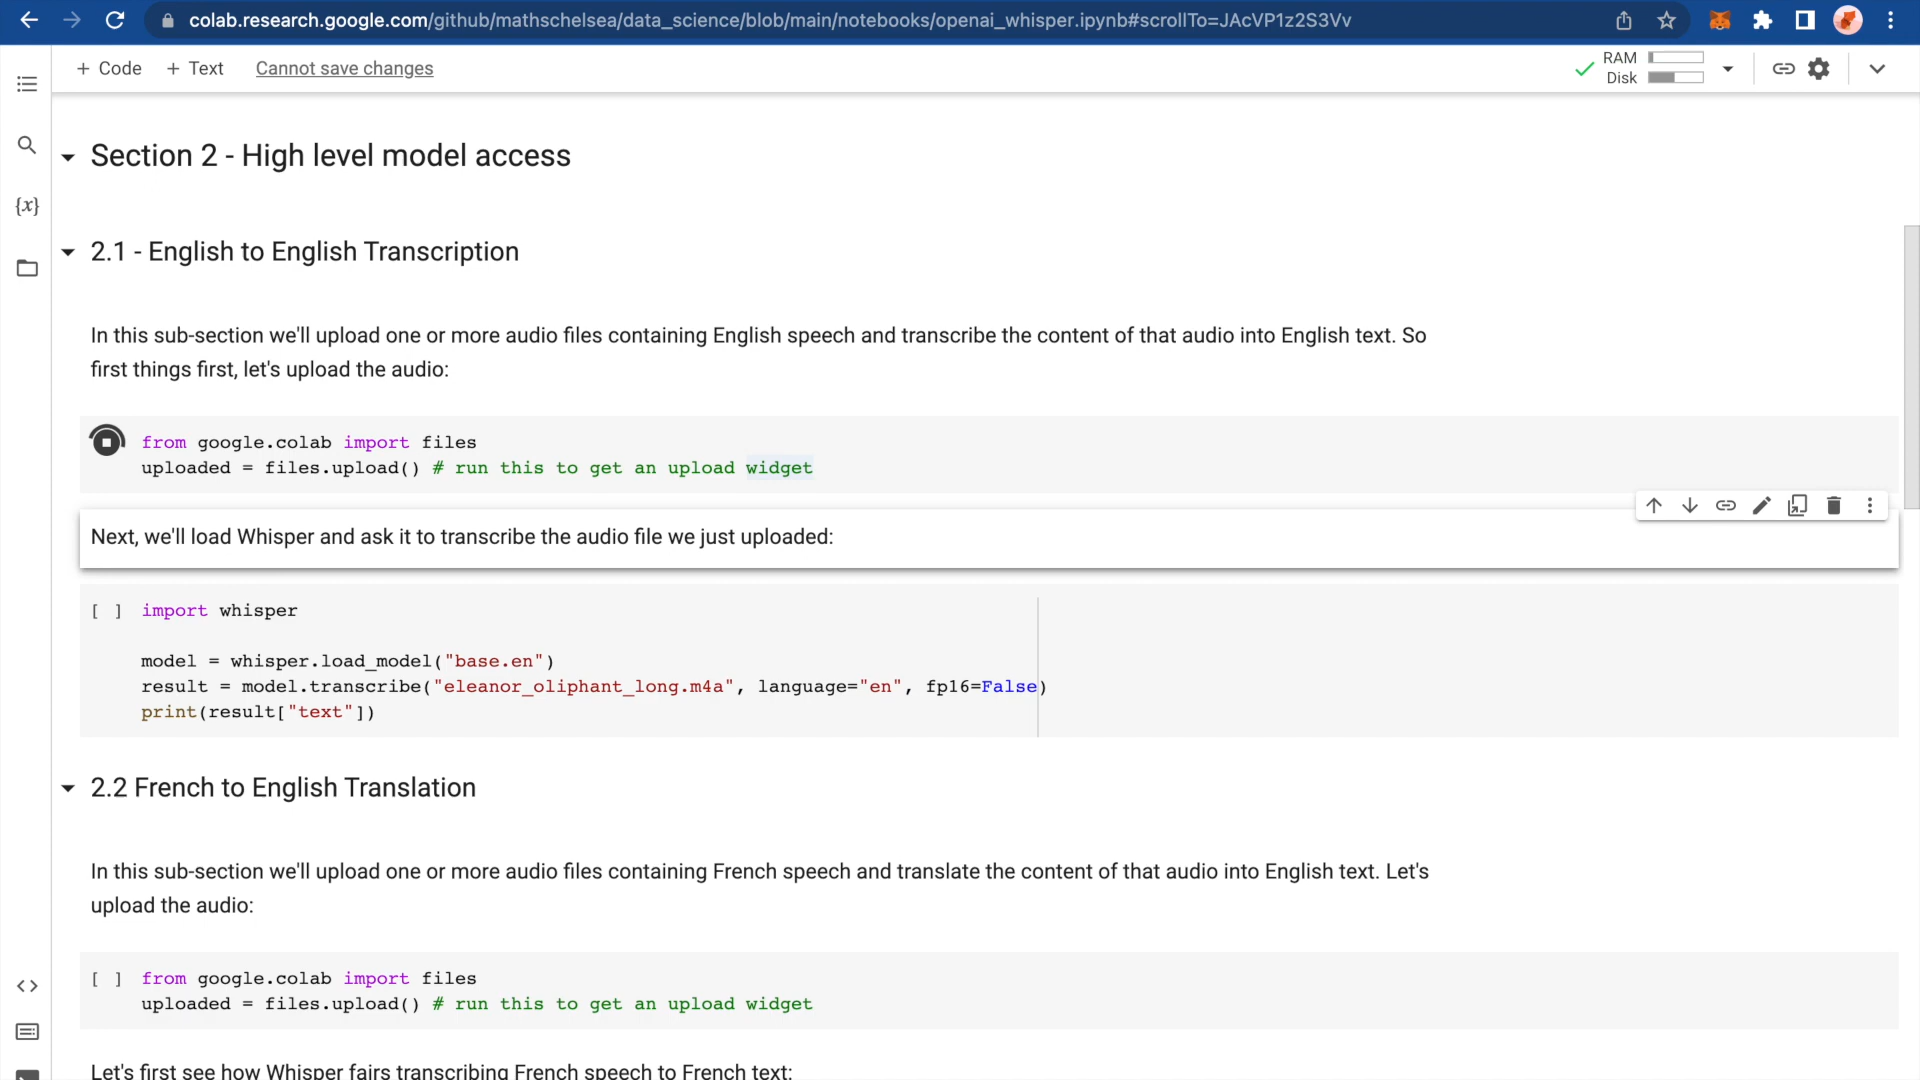 colab.research.google.com/github/mathschelsea/data_science/blob/main/notebooks/openai_whisper.ipynb#scrollTo=JAcVP1z2S3Vv
+ Code + Text Cannot save changes
RAM
Disk
{x}
Section 2 - High level model access
2.1 - English to English Transcription
In this sub-section we'll upload one or more audio files containing English speech and transcribe the content of that audio into English text. So
first things first, let's upload the audio:
from google.colab import files
uploaded = files.upload() # run this to get an upload widget
Next, we'll load Whisper and ask it to transcribe the audio file we just uploaded:
[ ] import whisper
model = whisper.load_model("base.en")
result = model.transcribe("eleanor_oliphant_long.m4a", language="en", fp16=False)
print(result["text"])
2.2 French to English Translation
In this sub-section we'll upload one or more audio files containing French speech and translate the content of that audio into English text. Let's
upload the audio:
[ ] from google.colab import files
uploaded = files.upload() # run this to get an upload widget
Let's first see how Whisper fairs transcribing French speech to French text: